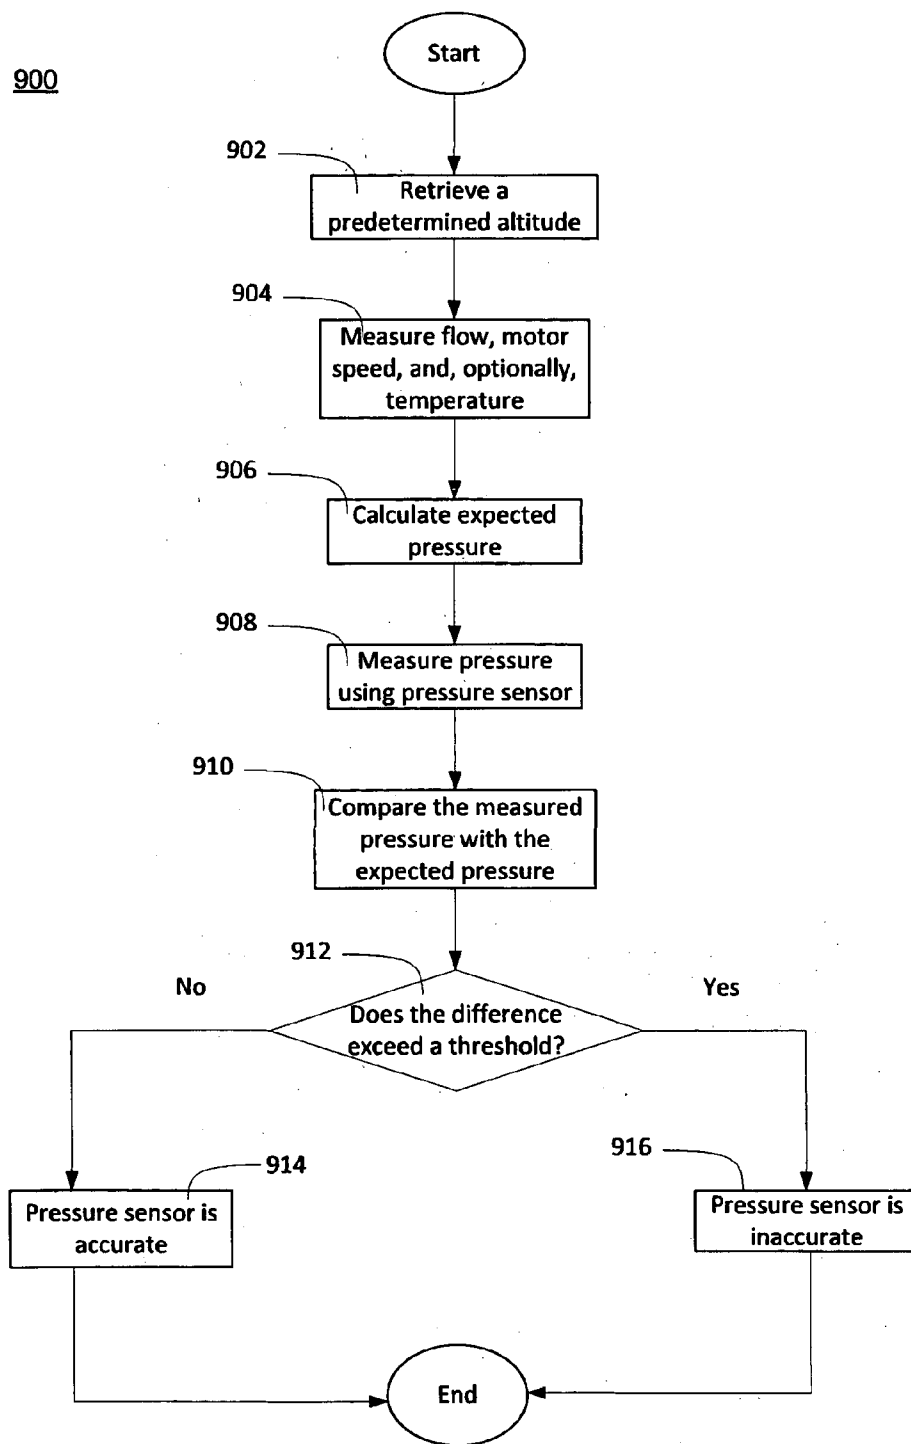 Start
900
902
Retrieve a
predetermined altitude
904
Measure flow, motor
speed, and, optionally,
temperature
906
Calculate expected
pressure
908
Measure pressure
using pressure sensor
910
Compare the measured
pressure with the
expected pressure
912
No
Yes
Does the difference
exceed a threshold?
914
916
Pressure sensor is
accurate
Pressure sensor is
inaccurate
End